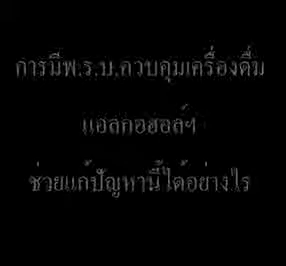 การมีพ.ร.บ.ควบคุมเครื่องดื่ม
แอลกอฮอล์ฯ
ช่วยแก้ปัญหานี้ได้อย่างไร